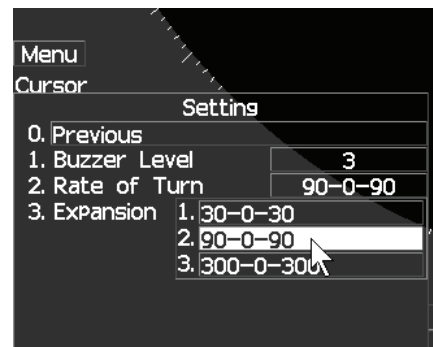 Menu
Cursor
Setting
0. Previous
1. Buzzer Level 3
2. Rate of Turn 90-0-90
3. Expansion 1. 30-0-30
2. 90-0-90
3. 300-0-300